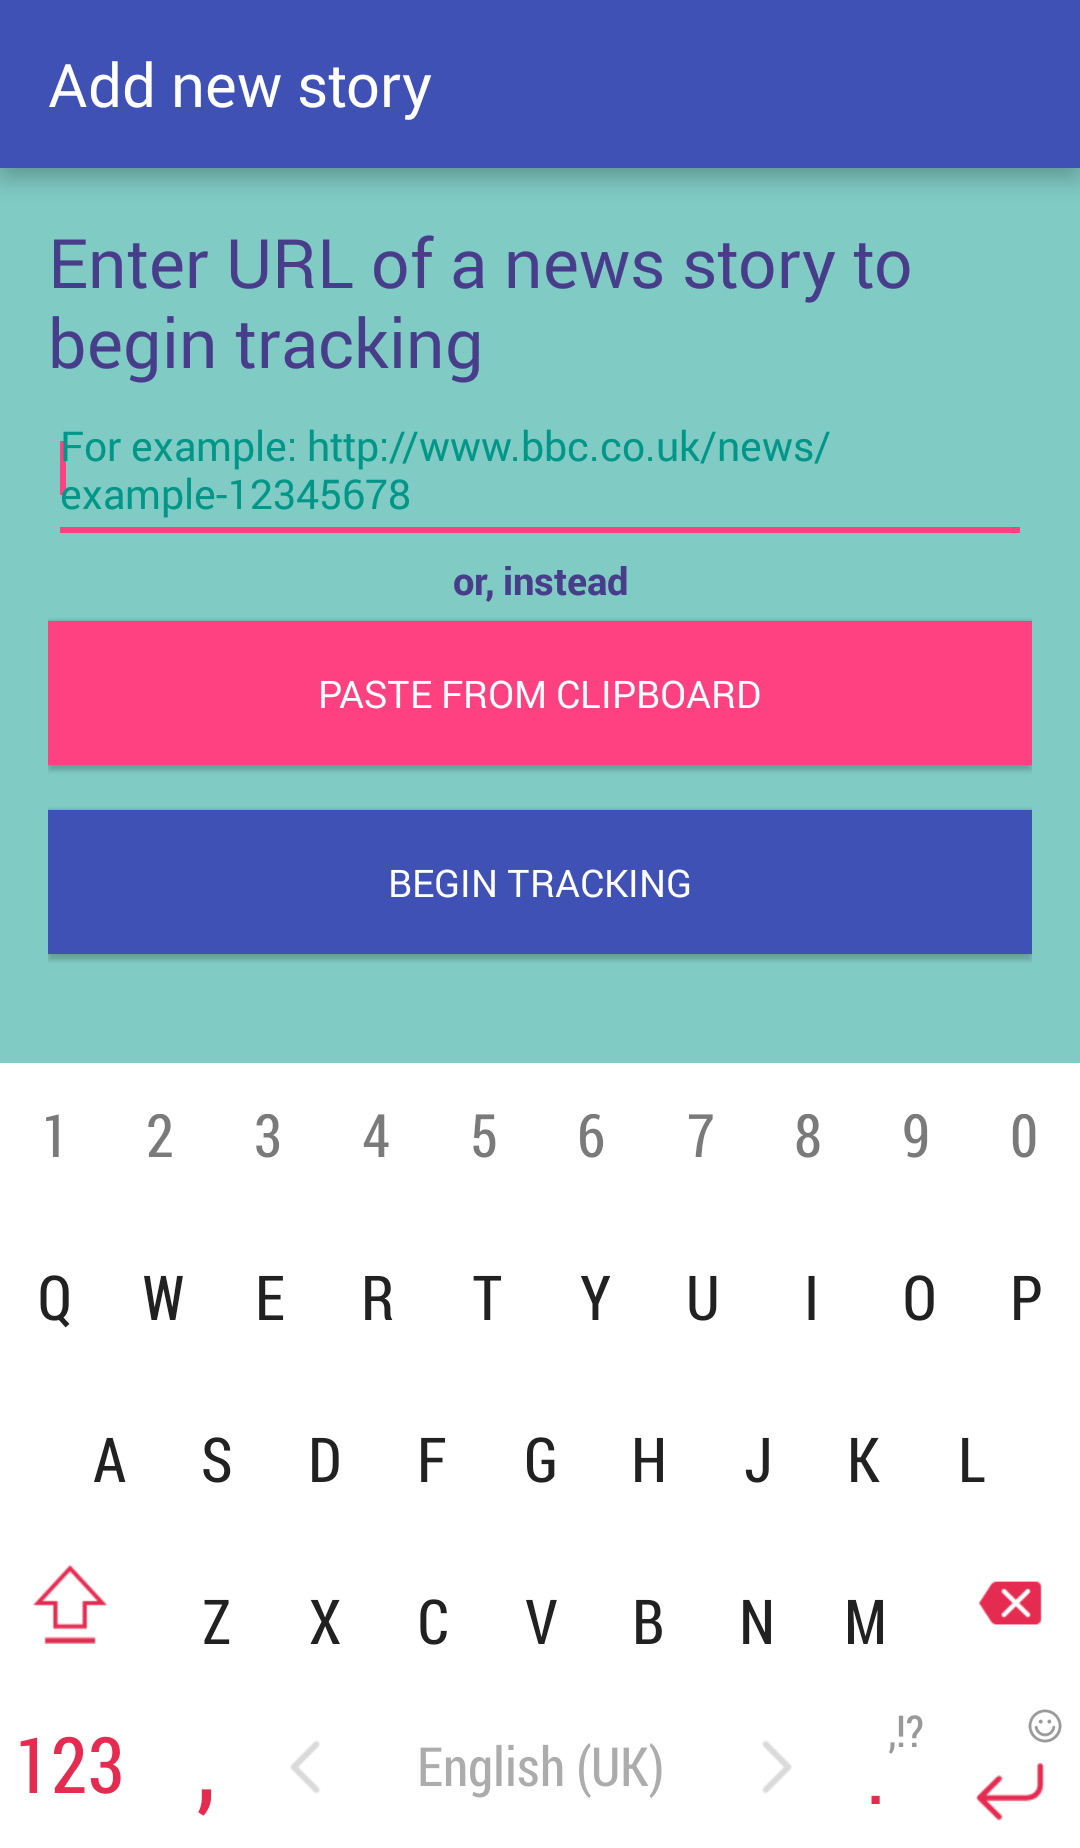 Add new story
Enter URL of a news story to
begin tracking
For example: http://www.bbc.co.uk/news/
example-12345678
or, instead
PASTE FROM CLIPBOARD
BEGIN TRACKING
1 2 3 4 5 6 7 8 9 0
Q W E R T Y U I O P
A S D F G H J K L
Z X C V B N M
123 , English (UK) . ,!?